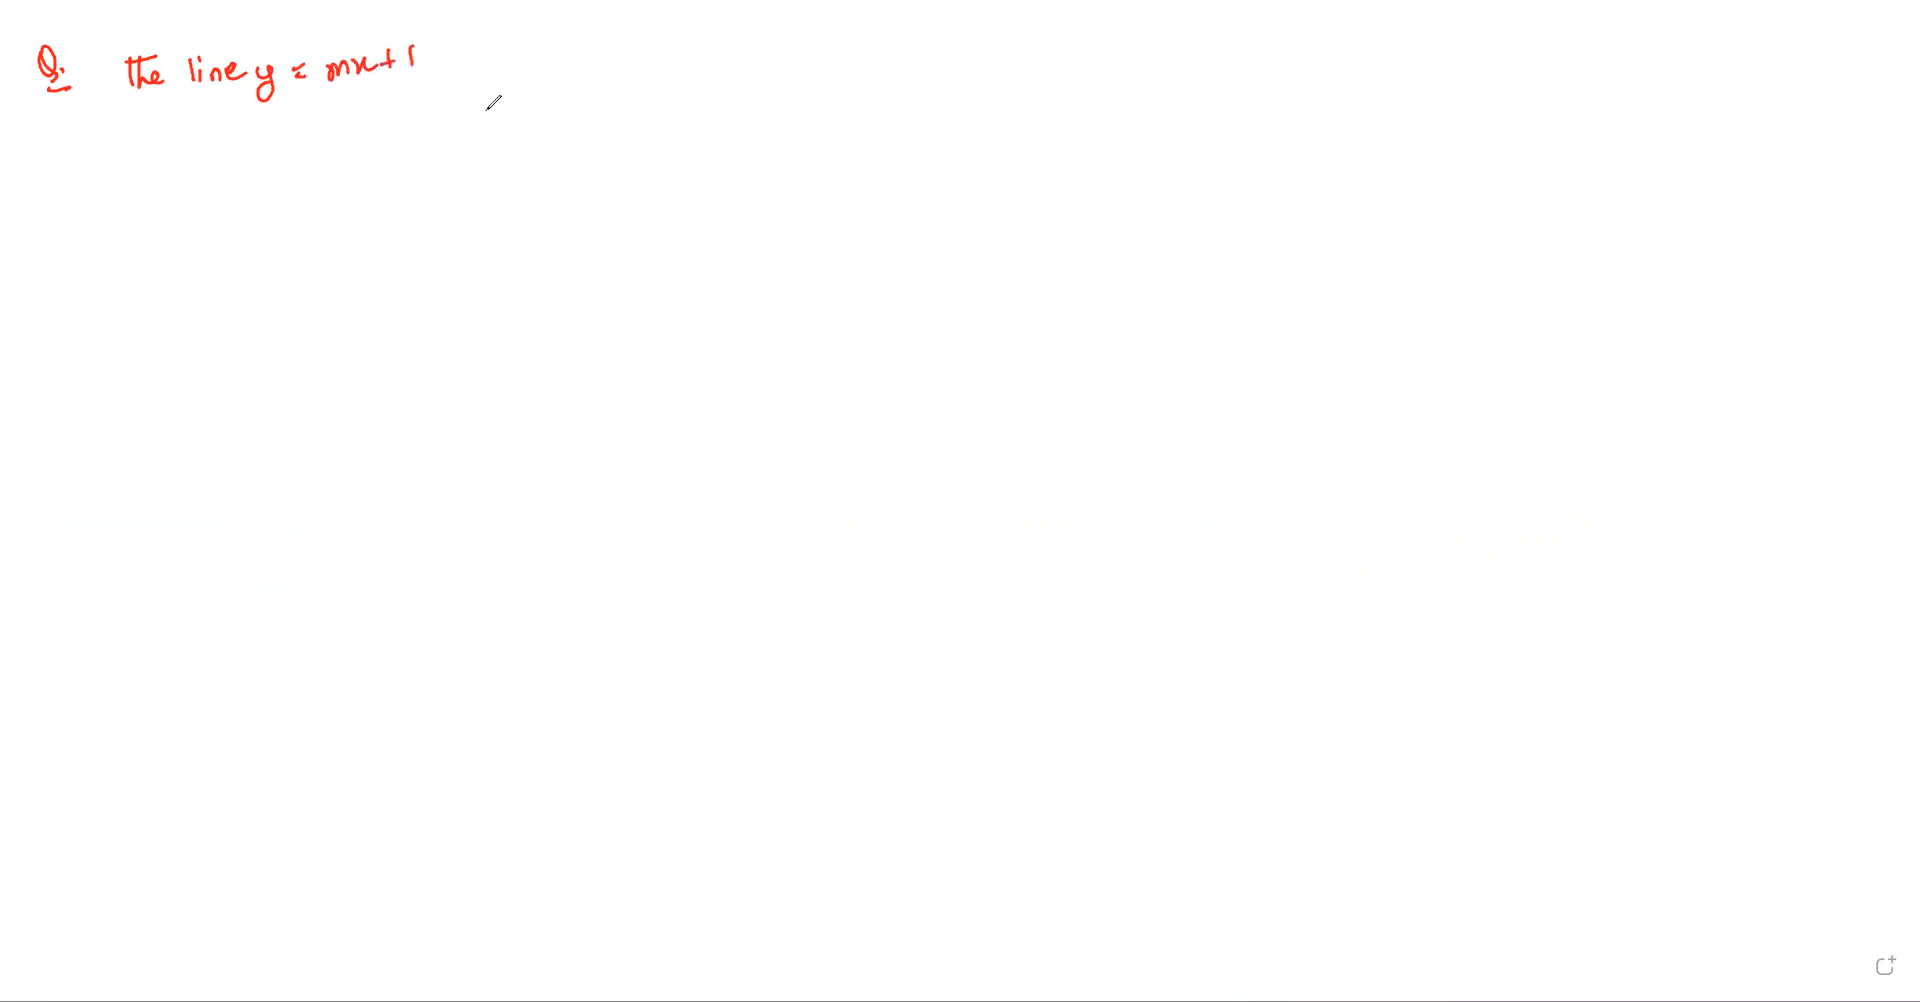 Q. the line y = mx+1